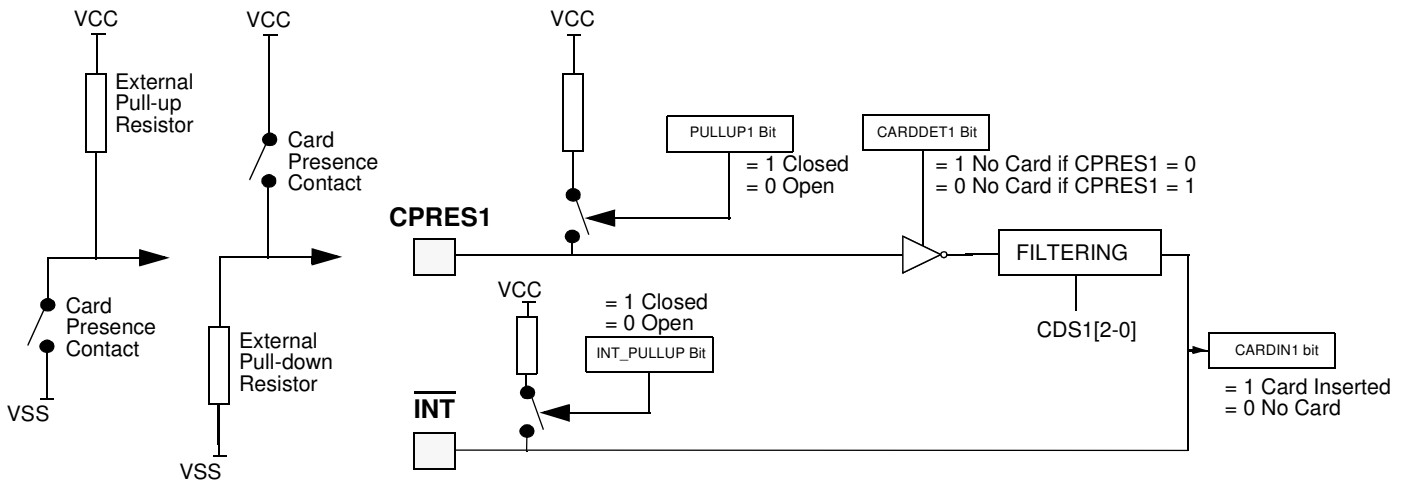 VCC
External
Pull-up
Resistor
Card
Presence
Contact
VSS
VCC
Card
Presence
Contact
External
Pull-down
Resistor
VSS
VCC
PULLUP1 Bit
= 1 Closed
= 0 Open
CARDDET1 Bit
= 1 No Card if CPRES1 = 0
= 0 No Card if CPRES1 = 1
CPRES1
FILTERING
CDS1[2-0]
VCC
= 1 Closed
= 0 Open
INT_PULLUP Bit
INT
CARDIN1 bit
= 1 Card Inserted
= 0 No Card